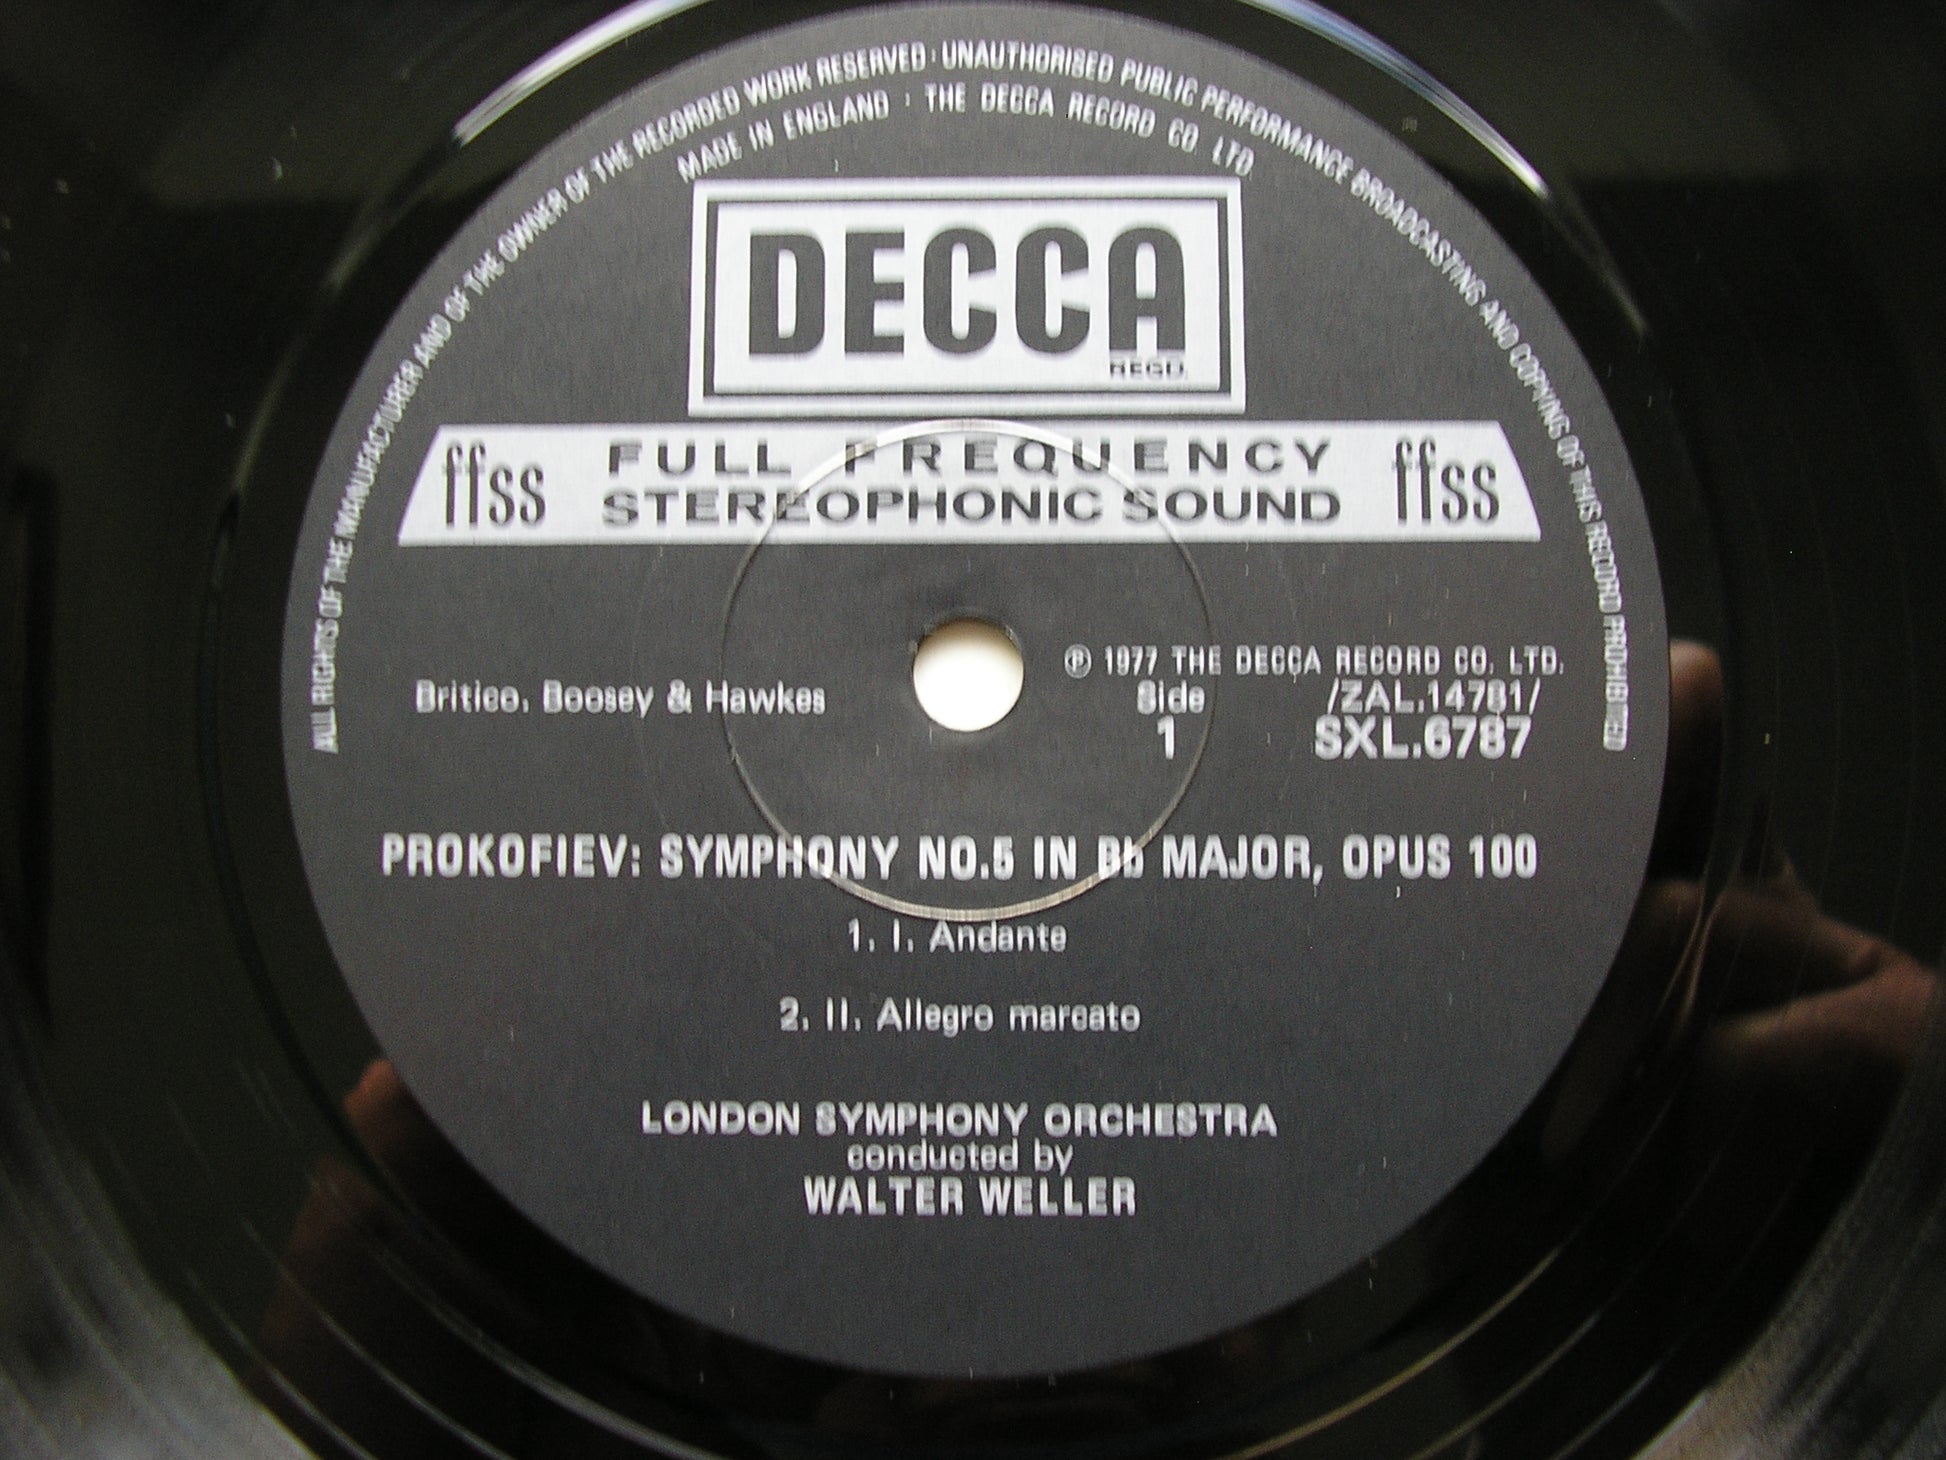 ALL RIGHTS OF THE MANUFACTURER AND OF THE OWNER OF THE RECORDED WORK RESERVED · UNAUTHORISED PUBLIC PERFORMANCE BROADCASTING AND COPYING OF THIS RECORD PROHIBITED
MADE IN ENGLAND · THE DECCA RECORD CO. LTD.
DECCA
REGD.
ffss FULL FREQUENCY ffss
STEREOPHONIC SOUND
℗ 1977 THE DECCA RECORD CO. LTD.
Britico, Boosey & Hawkes Side /ZAL.14781/
1 SXL.6787
PROKOFIEV: SYMPHONY NO.5 IN Bb MAJOR, OPUS 100
1. I. Andante
2. II. Allegro marcato
LONDON SYMPHONY ORCHESTRA
conducted by
WALTER WELLER